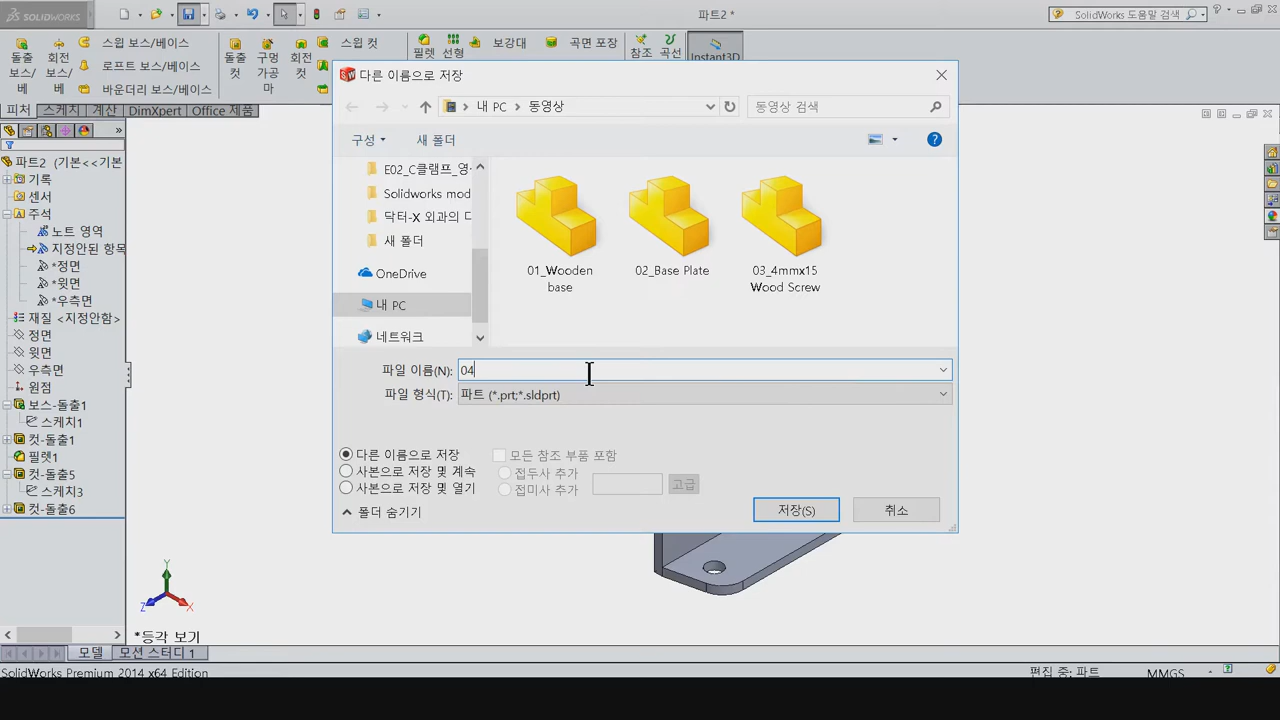 SOLIDWORKS
파트2 *
SolidWorks 도움말 검색
돌출 보스/베
회전 보스/베
스윕 보스/베이스
로프트 보스/베이스
바운더리 보스/베이스
돌출 컷
구멍 가공 마
회전 컷
스윕 컷
필렛
선형
보강대
곡면 포장
참조
곡선
Instant3D
피처
스케치
계산
DimXpert
Office 제품
파트2 (기본<<기본
기록
센서
주석
노트 영역
지정안된 항목
*정면
*윗면
*우측면
재질 <지정안함>
정면
윗면
우측면
원점
보스-돌출1
스케치1
컷-돌출1
필렛1
컷-돌출5
스케치3
컷-돌출6
다른 이름으로 저장
내 PC
동영상
동영상 검색
구성
새 폴더
E02_C클램프_영
Solidworks mod
닥터-X 외과의
새 폴더
OneDrive
내 PC
네트워크
01_Wooden
base
02_Base Plate
03_4mmx15
Wood Screw
파일 이름(N): 04
파일 형식(T): 파트 (*.prt;*.sldprt)
다른 이름으로 저장
사본으로 저장 및 계속
사본으로 저장 및 열기
모든 참조 부품 포함
접두사 추가
접미사 추가
고급
폴더 숨기기
저장(S)
취소
Y
Z
X
*등각 보기
모델
모션 스터디 1
SolidWorks Premium 2014 x64 Edition
편집 중: 파트
MMGS